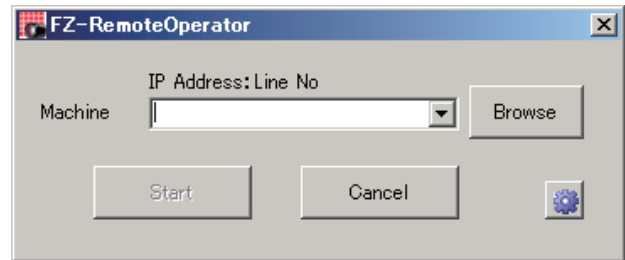 FZ-RemoteOperator
IP Address:Line No
Machine
Browse
Start
Cancel